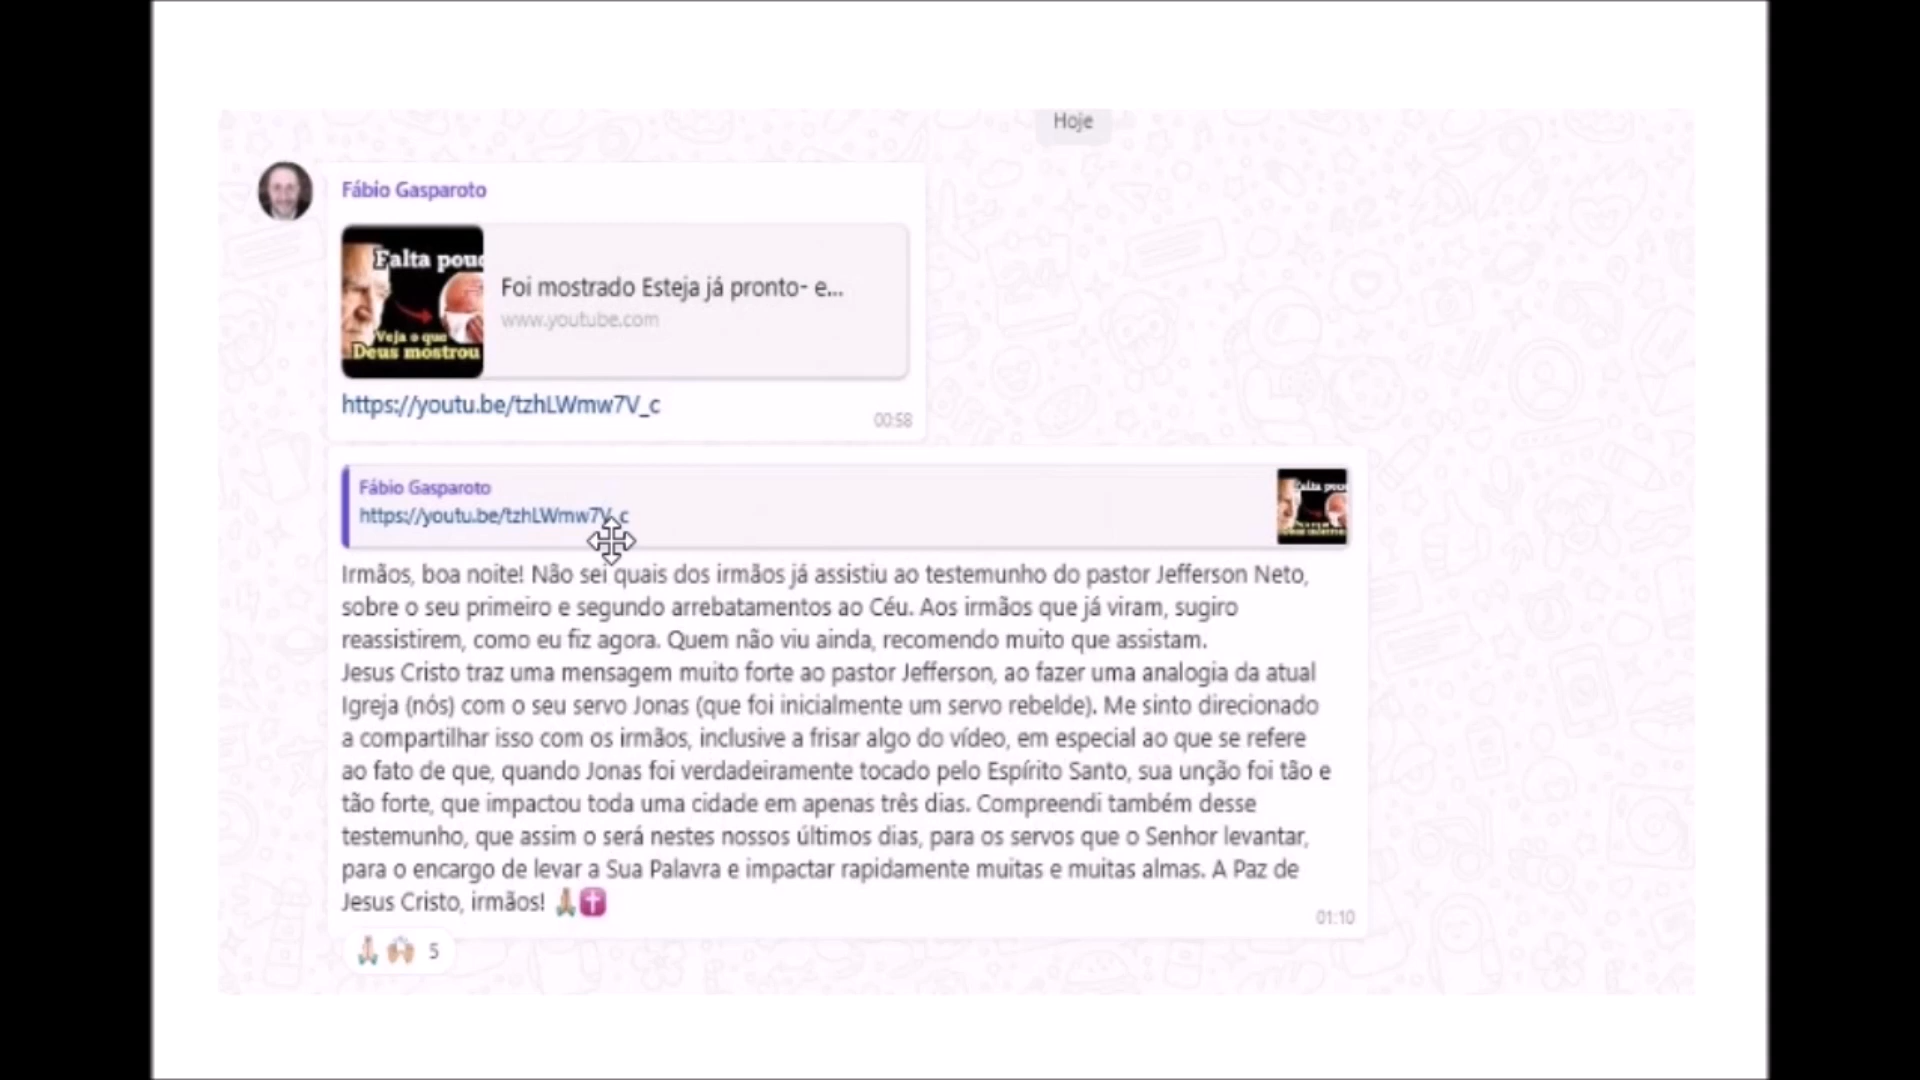 Hoje
Fábio Gasparoto
Falta pouc
Veja o que
Deus mostrou
Foi mostrado Esteja já pronto- e...
www.youtube.com
https://youtu.be/tzhLWmw7V_c
00:58
Fábio Gasparoto
https://youtu.be/tzhLWmw7V_c
Irmãos, boa noite! Não sei quais dos irmãos já assistiu ao testemunho do pastor Jefferson Neto,
sobre o seu primeiro e segundo arrebatamentos ao Céu. Aos irmãos que já viram, sugiro
reassistirem, como eu fiz agora. Quem não viu ainda, recomendo muito que assistam.
Jesus Cristo traz uma mensagem muito forte ao pastor Jefferson, ao fazer uma analogia da atual
Igreja (nós) com o seu servo Jonas (que foi inicialmente um servo rebelde). Me sinto direcionado
a compartilhar isso com os irmãos, inclusive a frisar algo do vídeo, em especial ao que se refere
ao fato de que, quando Jonas foi verdadeiramente tocado pelo Espírito Santo, sua unção foi tão e
tão forte, que impactou toda uma cidade em apenas três dias. Compreendi também desse
testemunho, que assim o será nestes nossos últimos dias, para os servos que o Senhor levantar,
para o encargo de levar a Sua Palavra e impactar rapidamente muitas e muitas almas. A Paz de
Jesus Cristo, irmãos! 🙏🏼✝️
01:10
🙏🏼 🙌🏼 5